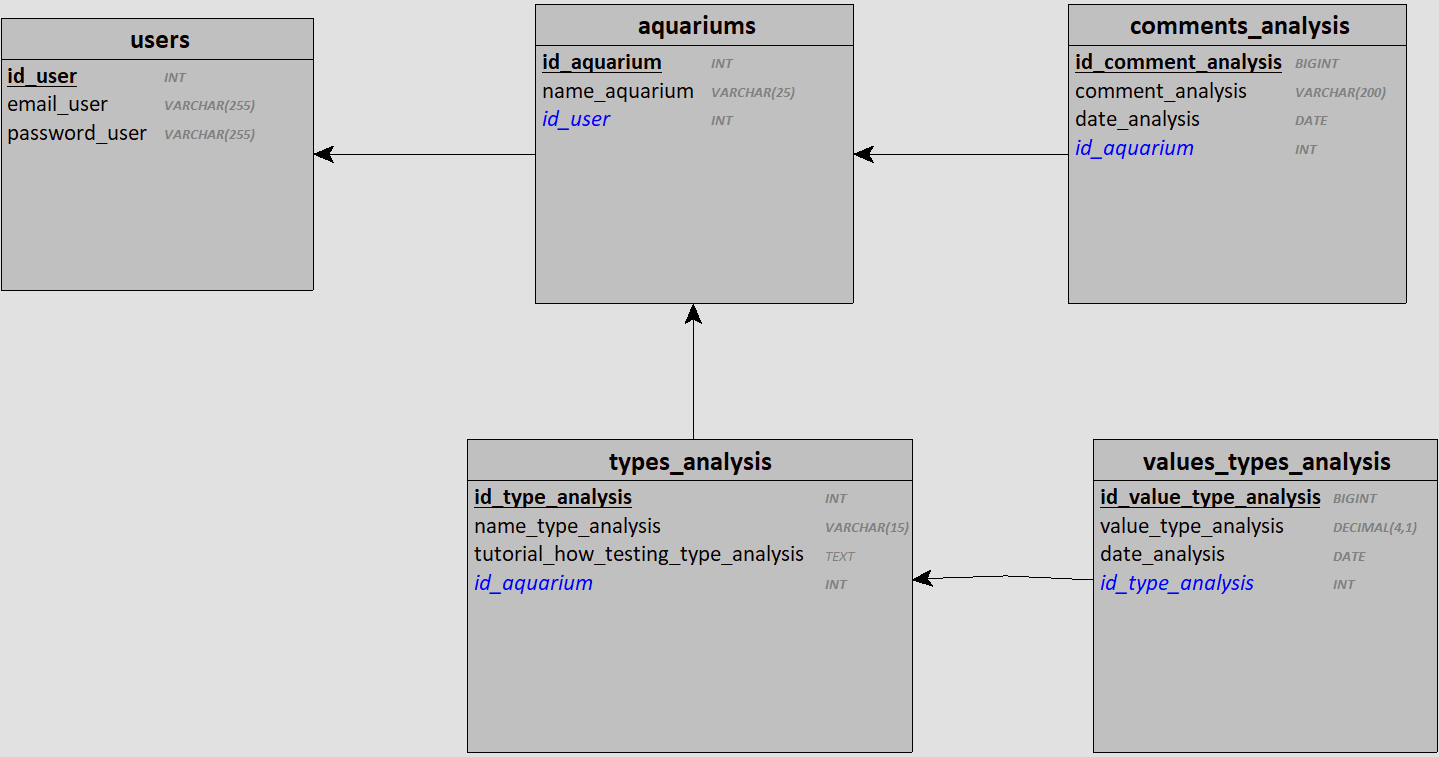 users
id_user INT
email_user VARCHAR(255)
password_user VARCHAR(255)
aquariums
id_aquarium INT
name_aquarium VARCHAR(25)
id_user INT
comments_analysis
id_comment_analysis BIGINT
comment_analysis VARCHAR(200)
date_analysis DATE
id_aquarium INT
types_analysis
id_type_analysis INT
name_type_analysis VARCHAR(15)
tutorial_how_testing_type_analysis TEXT
id_aquarium INT
values_types_analysis
id_value_type_analysis BIGINT
value_type_analysis DECIMAL(4,1)
date_analysis DATE
id_type_analysis INT